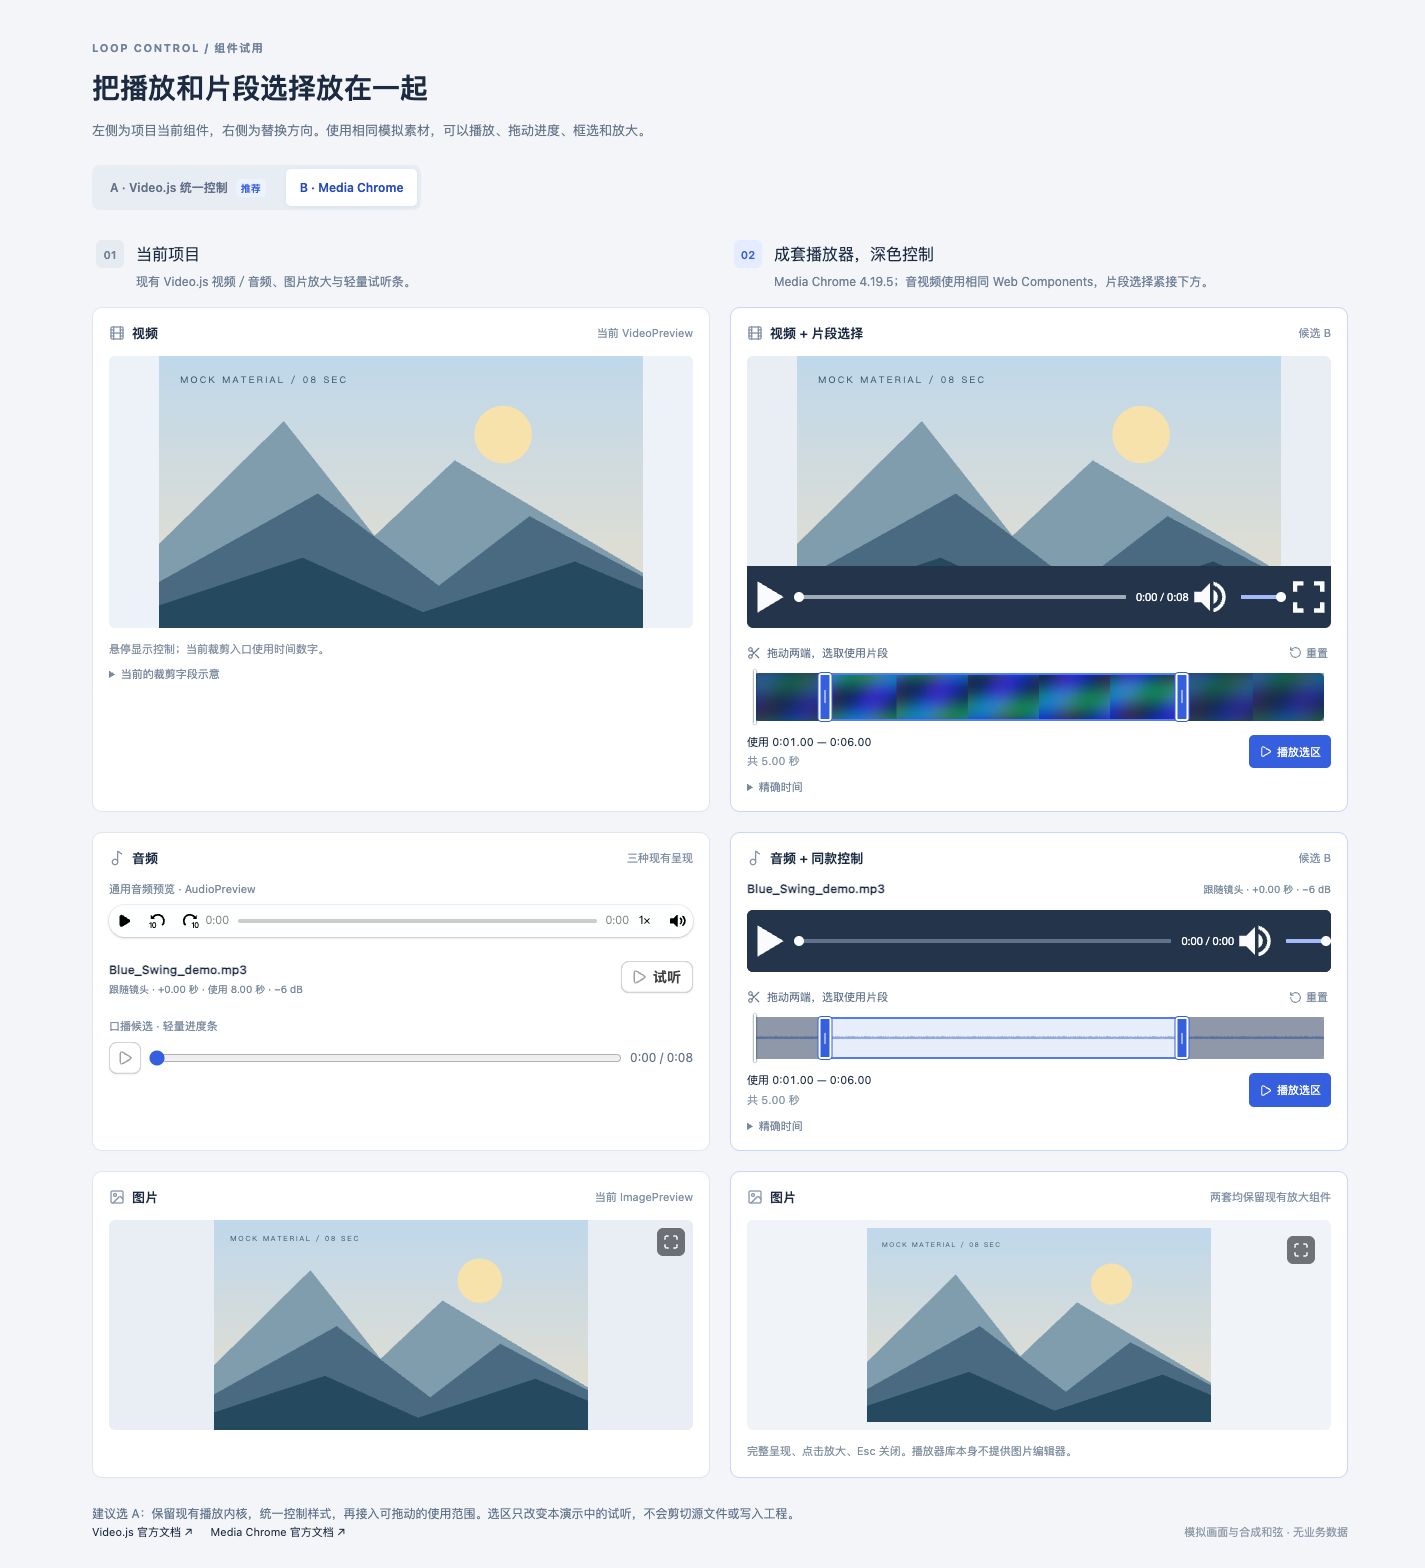 LOOP CONTROL / 组件试用
把播放和片段选择放在一起
左侧为项目当前组件，右侧为替换方向。使用相同模拟素材，可以播放、拖动进度、框选和放大。
A · Video.js 统一控制 推荐
B · Media Chrome
01 当前项目
现有 Video.js 视频 / 音频、图片放大与轻量试听条。
02 成套播放器，深色控制
Media Chrome 4.19.5；音视频使用相同 Web Components，片段选择紧接下方。
视频 当前 VideoPreview
MOCK MATERIAL / 08 SEC
悬停显示控制；当前裁剪入口使用时间数字。
当前的裁剪字段示意
视频 + 片段选择 候选 B
MOCK MATERIAL / 08 SEC
0:00 / 0:08
拖动两端，选取使用片段 重置
使用 0:01.00 — 0:06.00
共 5.00 秒
播放选区
精确时间
音频 三种现有呈现
通用音频预览 · AudioPreview
10 10 0:00 0:00 1×
Blue_Swing_demo.mp3
跟随镜头 · +0.00 秒 · 使用 8.00 秒 · −6 dB
试听
口播候选 · 轻量进度条
0:00 / 0:08
音频 + 同款控制 候选 B
Blue_Swing_demo.mp3 跟随镜头 · +0.00 秒 · −6 dB
0:00 / 0:00
拖动两端，选取使用片段 重置
使用 0:01.00 — 0:06.00
共 5.00 秒
播放选区
精确时间
图片 当前 ImagePreview
MOCK MATERIAL / 08 SEC
图片 两套均保留现有放大组件
MOCK MATERIAL / 08 SEC
完整呈现、点击放大、Esc 关闭。播放器库本身不提供图片编辑器。
建议选 A：保留现有播放内核，统一控制样式，再接入可拖动的使用范围。选区只改变本演示中的试听，不会剪切源文件或写入工程。
Video.js 官方文档 ↗ Media Chrome 官方文档 ↗
模拟画面与合成和弦 · 无业务数据